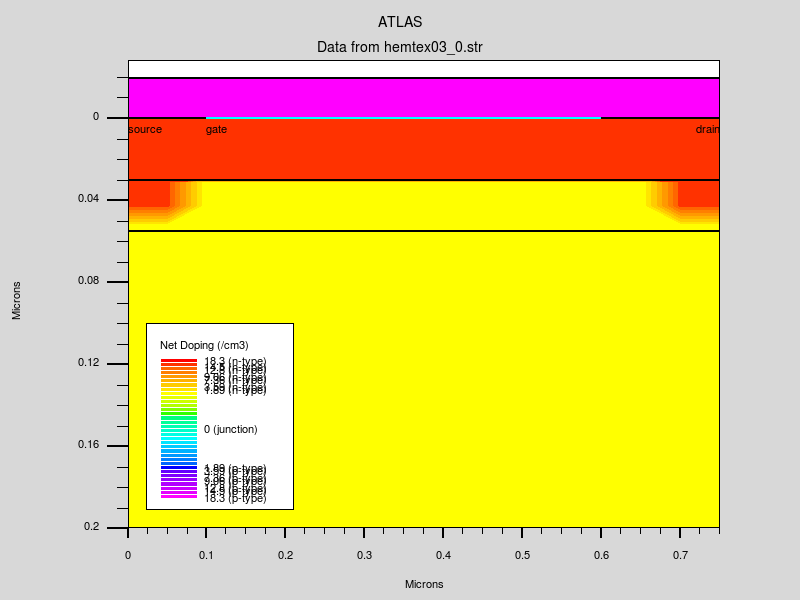 ATLAS
Data from hemtex03_0.str
0
source
gate
drain
0.04
0.08
Microns
0.12
0.16
0.2
Net Doping (/cm3)
18.3 (n-type)
1.89 (n-type)
0 (junction)
1.89 (p-type)
18.3 (p-type)
0
0.1
0.2
0.3
0.4
0.5
0.6
0.7
Microns